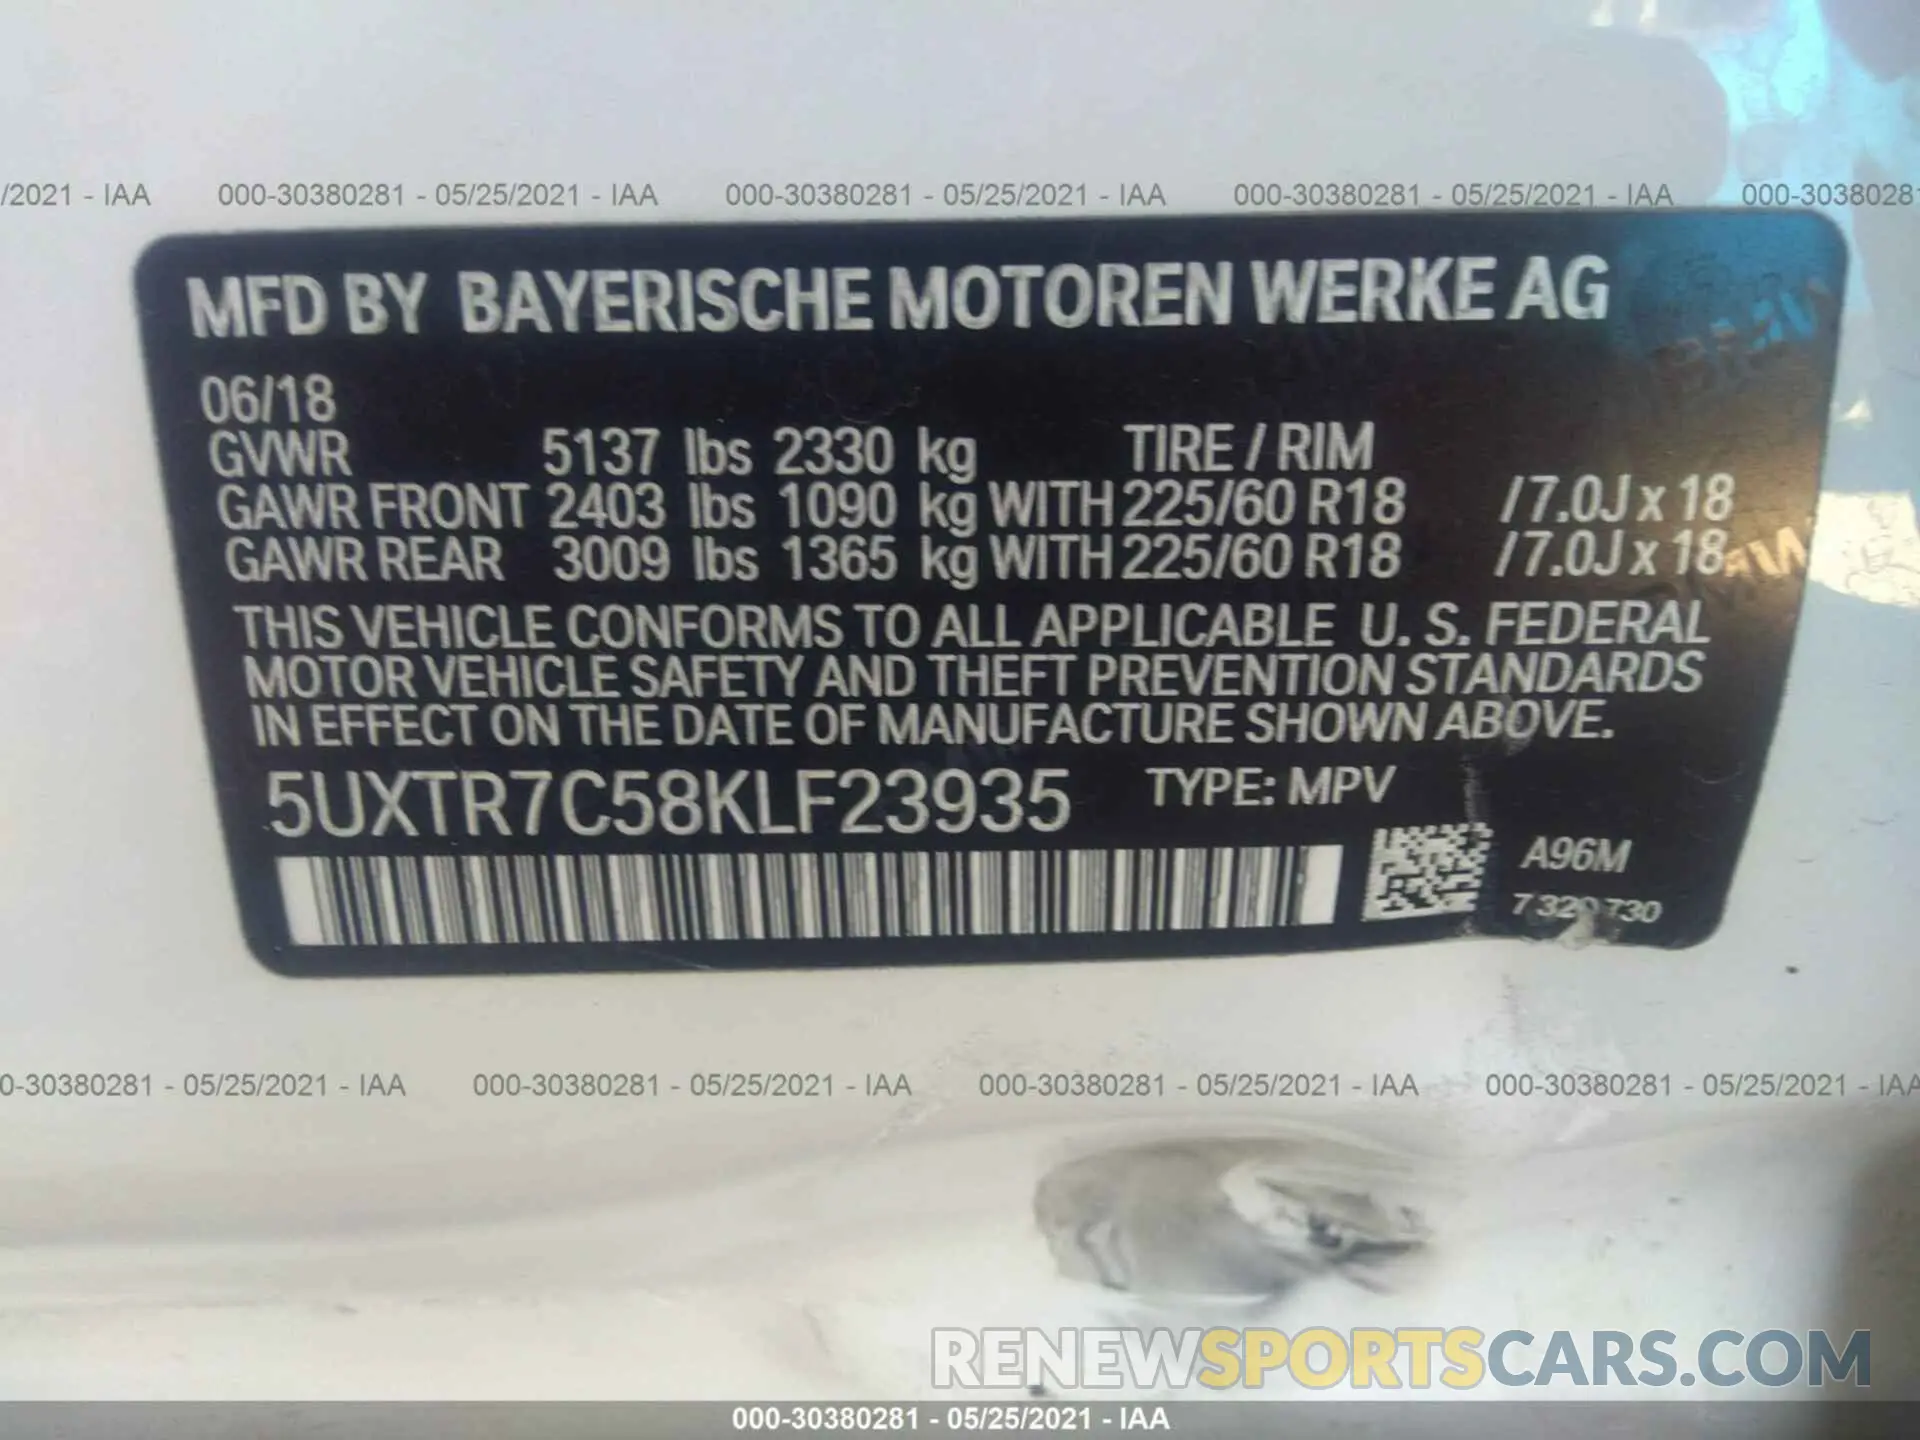 /2021 - IAA 000-30380281 - 05/25/2021 - IAA 000-30380281 - 05/25/2021 - IAA 000-30380281 - 05/25/2021 - IAA 000-3038028
MFD BY BAYERISCHE MOTOREN WERKE AG
06/18
GVWR 5137 lbs 2330 kg TIRE / RIM
GAWR FRONT 2403 lbs 1090 kg WITH 225/60 R18 /7.0J x 18
GAWR REAR 3009 lbs 1365 kg WITH 225/60 R18 /7.0J x 18
THIS VEHICLE CONFORMS TO ALL APPLICABLE U. S. FEDERAL
MOTOR VEHICLE SAFETY AND THEFT PREVENTION STANDARDS
IN EFFECT ON THE DATE OF MANUFACTURE SHOWN ABOVE.
5UXTR7C58KLF23935 TYPE: MPV
A96M
0-30380281 - 05/25/2021 - IAA 000-30380281 - 05/25/2021 - IAA 000-30380281 - 05/25/2021 - IAA 000-30380281 - 05/25/2021 - IAA
RENEWSPORTSCARS.COM
000-30380281 - 05/25/2021 - IAA